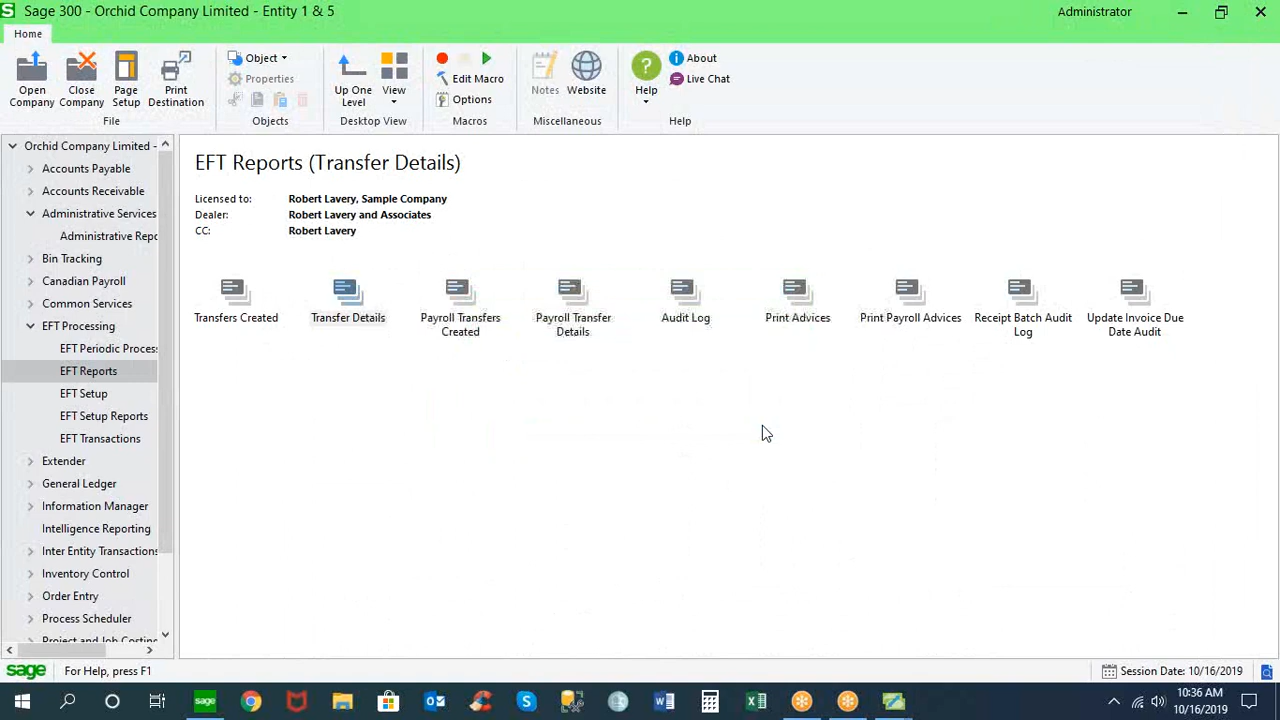 S Sage 300 - Orchid Company Limited - Entity 1 & 5
Administrator
Home
Open Company
Close Company
Page Setup
Print Destination
File
Object
Properties
Objects
Up One Level
View
Desktop View
Edit Macro
Options
Macros
Notes
Website
Miscellaneous
Help
About
Live Chat
Help
Orchid Company Limited -
Accounts Payable
Accounts Receivable
Administrative Services
Administrative Repo
Bin Tracking
Canadian Payroll
Common Services
EFT Processing
EFT Periodic Process
EFT Reports
EFT Setup
EFT Setup Reports
EFT Transactions
Extender
General Ledger
Information Manager
Intelligence Reporting
Inter Entity Transactions
Inventory Control
Order Entry
Process Scheduler
Project and Job Costing
EFT Reports (Transfer Details)
Licensed to: Robert Lavery, Sample Company
Dealer: Robert Lavery and Associates
CC: Robert Lavery
Transfers Created
Transfer Details
Payroll Transfers Created
Payroll Transfer Details
Audit Log
Print Advices
Print Payroll Advices
Receipt Batch Audit Log
Update Invoice Due Date Audit
sage For Help, press F1
Session Date: 10/16/2019
10:36 AM
10/16/2019